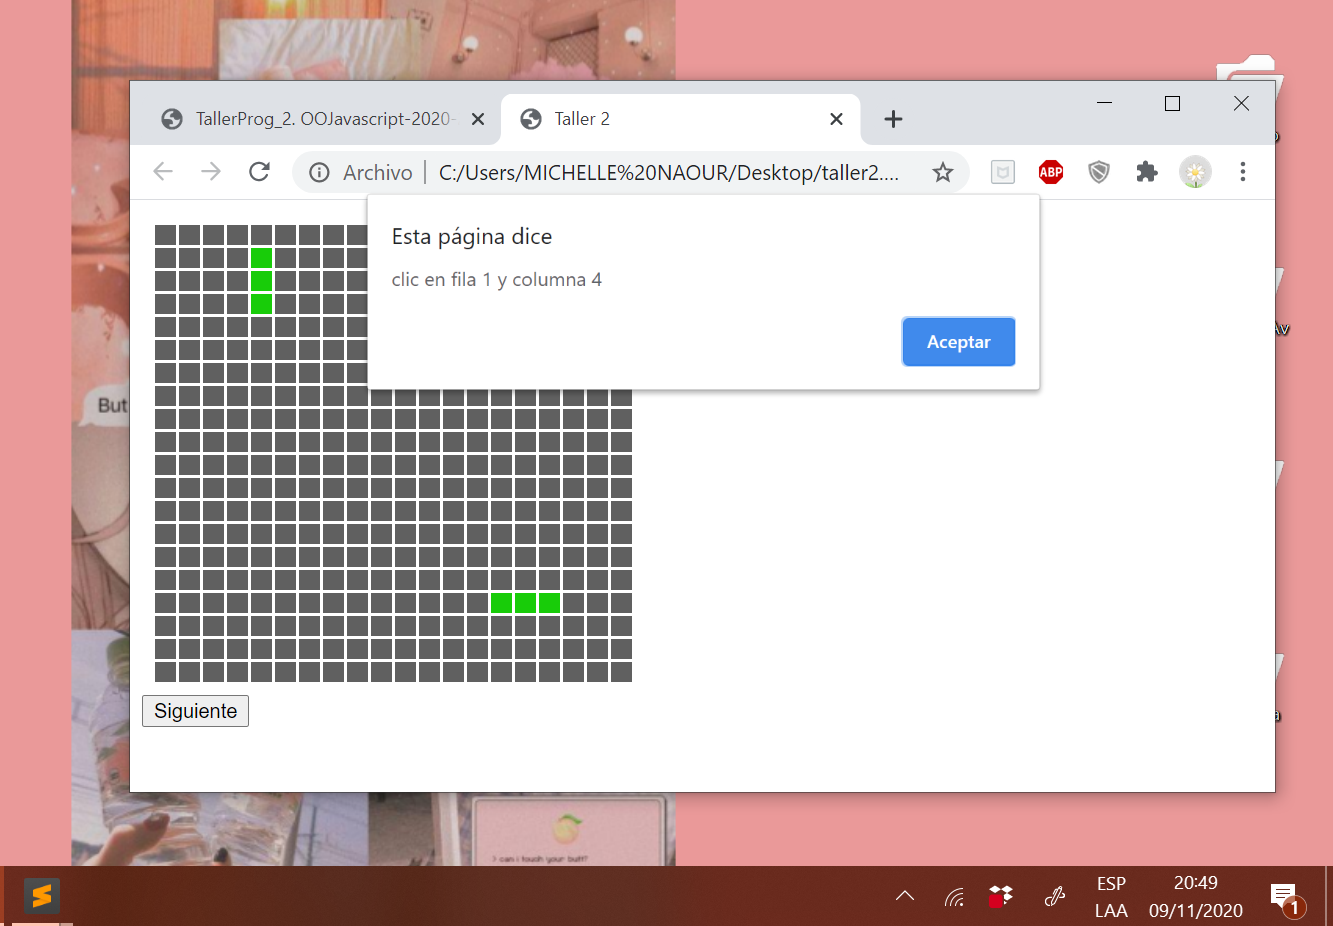 TallerProg_2. OOJavascript-2020-
Taller 2
Archivo
C:/Users/MICHELLE%20NAOUR/Desktop/taller2....
ABP
Esta página dice
clic en fila 1 y columna 4
Aceptar
Av
But
a
Siguiente
I can i touch your butt?
ESP
20:49
LAA
09/11/2020
1